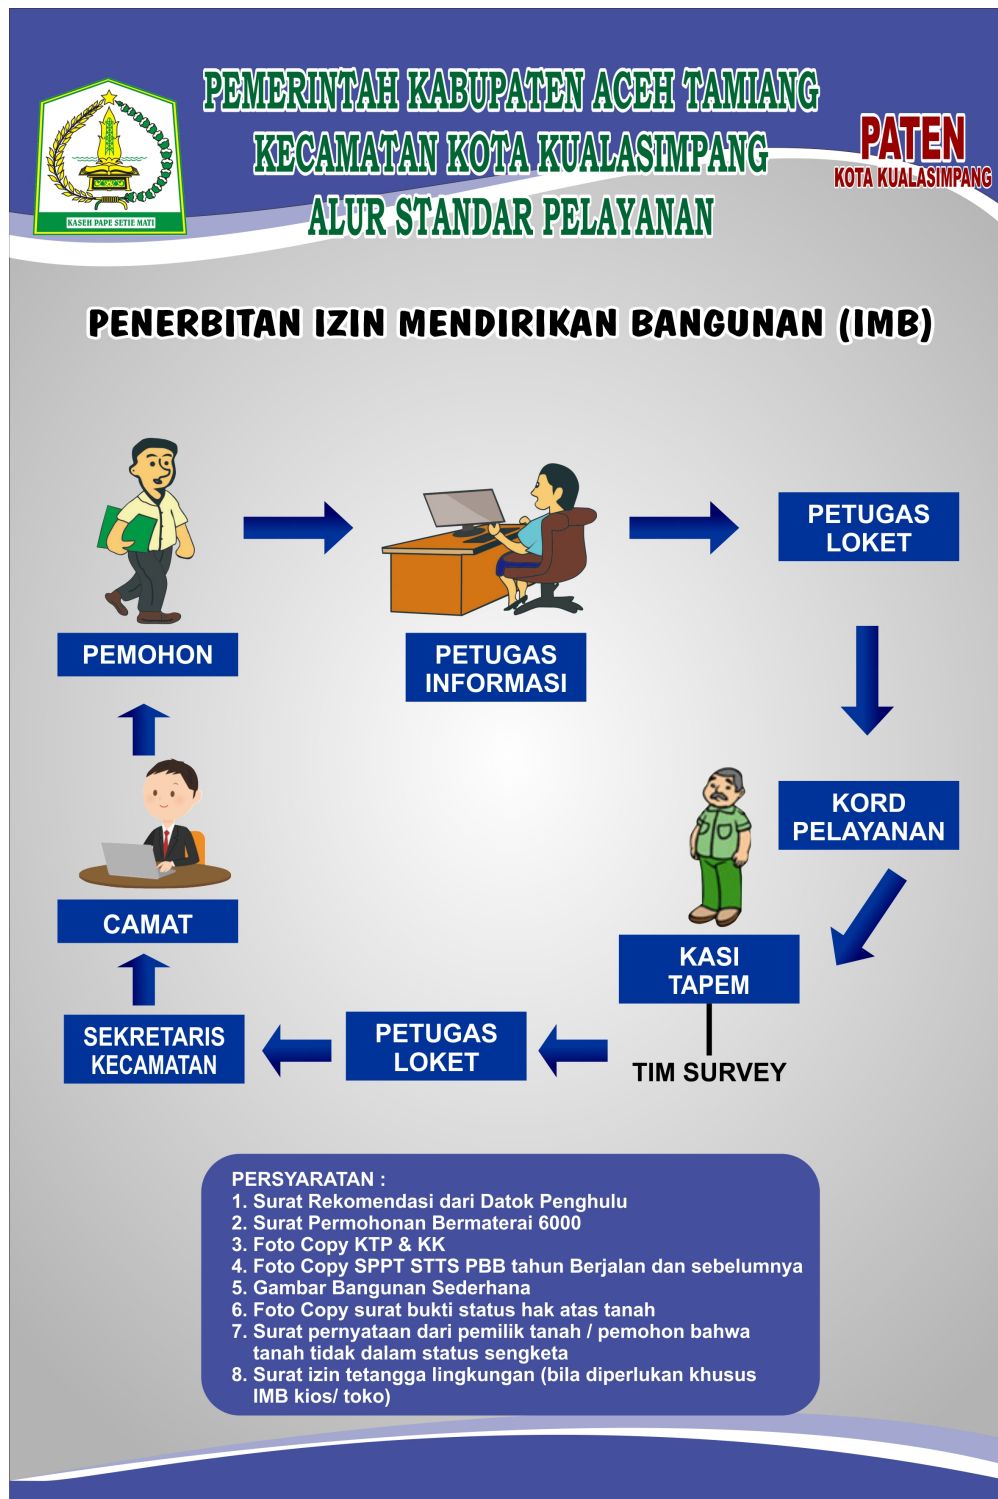 PEMERINTAH KABUPATEN ACEH TAMIANG
KECAMATAN KOTA KUALASIMPANG
ALUR STANDAR PELAYANAN
KASEH PAPE SETIE MATI
PATEN
KOTA KUALASIMPANG
PENERBITAN IZIN MENDIRIKAN BANGUNAN (IMB)
PEMOHON
PETUGAS
INFORMASI
PETUGAS
LOKET
KORD
PELAYANAN
KASI
TAPEM
TIM SURVEY
PETUGAS
LOKET
SEKRETARIS
KECAMATAN
CAMAT
PERSYARATAN :
1. Surat Rekomendasi dari Datok Penghulu
2. Surat Permohonan Bermaterai 6000
3. Foto Copy KTP & KK
4. Foto Copy SPPT STTS PBB tahun Berjalan dan sebelumnya
5. Gambar Bangunan Sederhana
6. Foto Copy surat bukti status hak atas tanah
7. Surat pernyataan dari pemilik tanah / pemohon bahwa
tanah tidak dalam status sengketa
8. Surat izin tetangga lingkungan (bila diperlukan khusus
IMB kios/ toko)